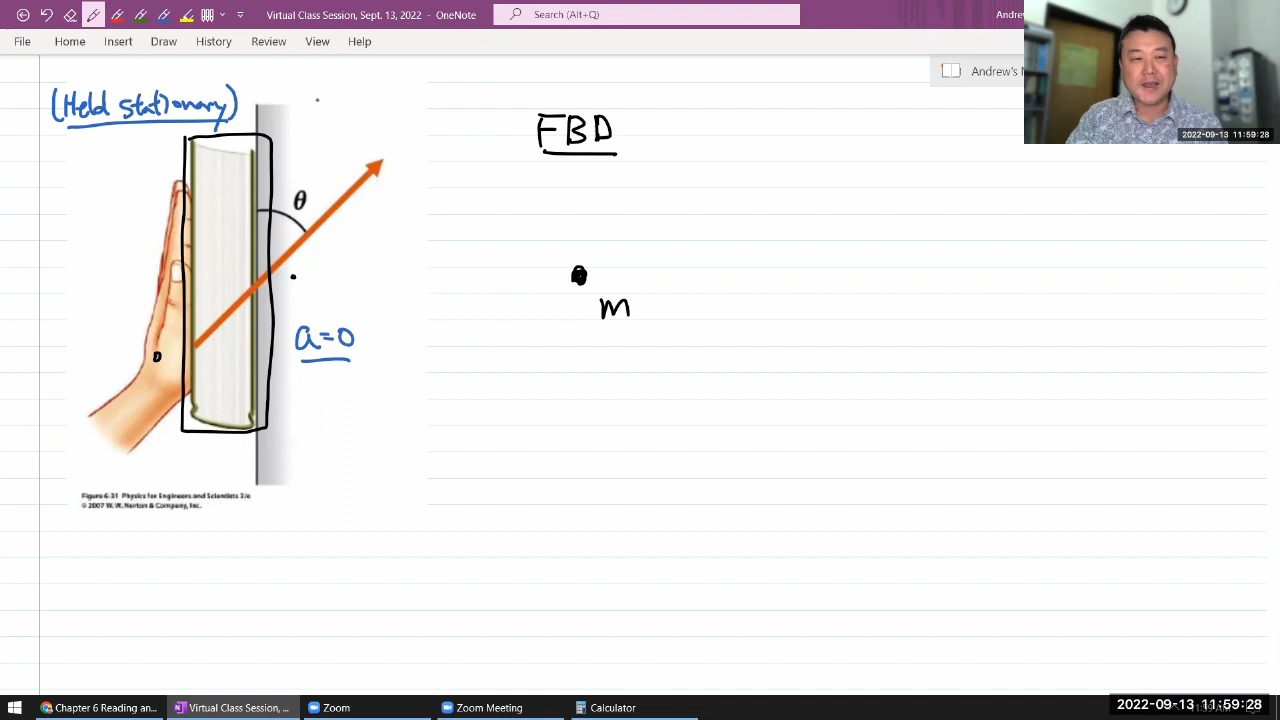 Virtual Class Session, Sept. 13, 2022 - OneNote
Search (Alt+Q)
Andrew
File Home Insert Draw History Review View Help
Andrew's N
2022-09-13 11:59:28
(Held stationary)
θ
a=0
FBD
m
Figure 6-31 Physics for Engineers and Scientists 3/e
© 2007 W. W. Norton & Company, Inc.
Chapter 6 Reading an...
Virtual Class Session, ...
Zoom
Zoom Meeting
Calculator
2022-09-13 11:59:28